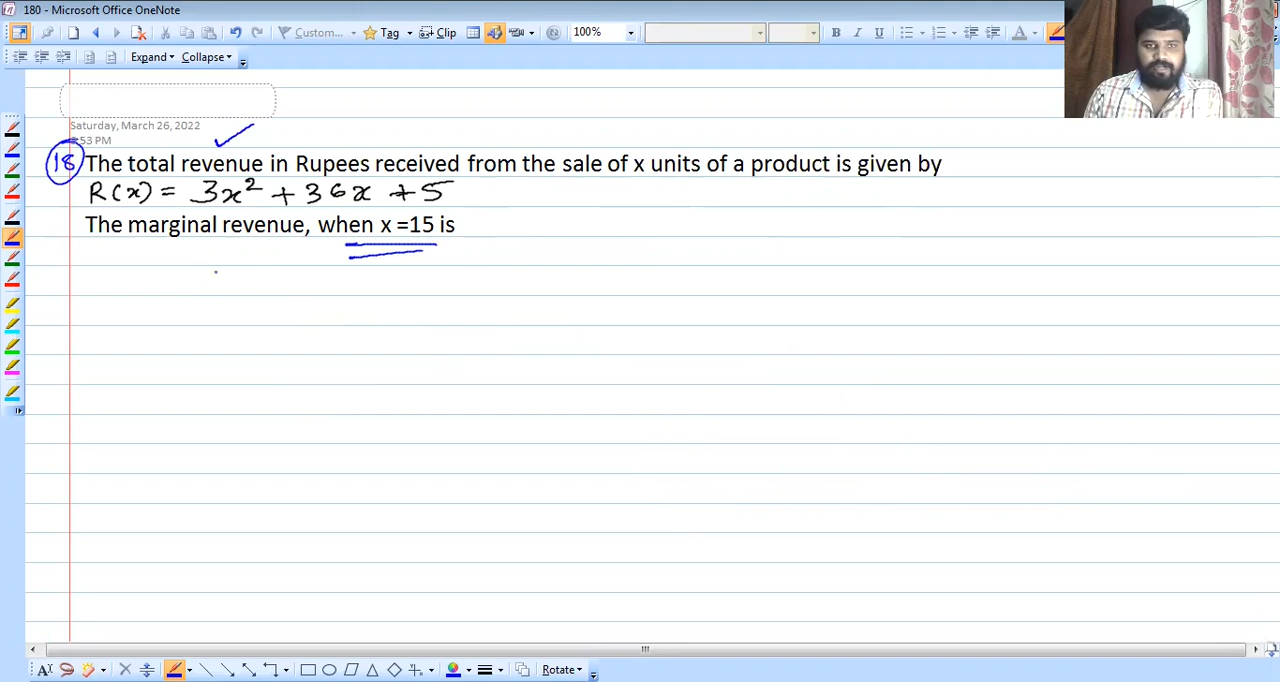 180 - Microsoft Office OneNote
Custom... Tag Clip 100% B I U A
Expand Collapse
Saturday, March 26, 2022
:53 PM
18 The total revenue in Rupees received from the sale of x units of a product is given by
R(x) = 3x² + 36x + 5
The marginal revenue, when x =15 is
A Rotate